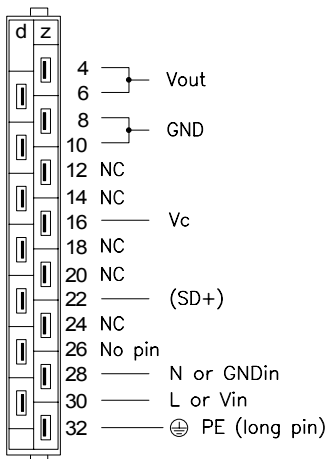 d z
4
Vout
6
8
GND
10
12 NC
14 NC
16 Vc
18 NC
20 NC
22 (SD+)
24 NC
26 No pin
28 N or GNDin
30 L or Vin
32 PE (long pin)